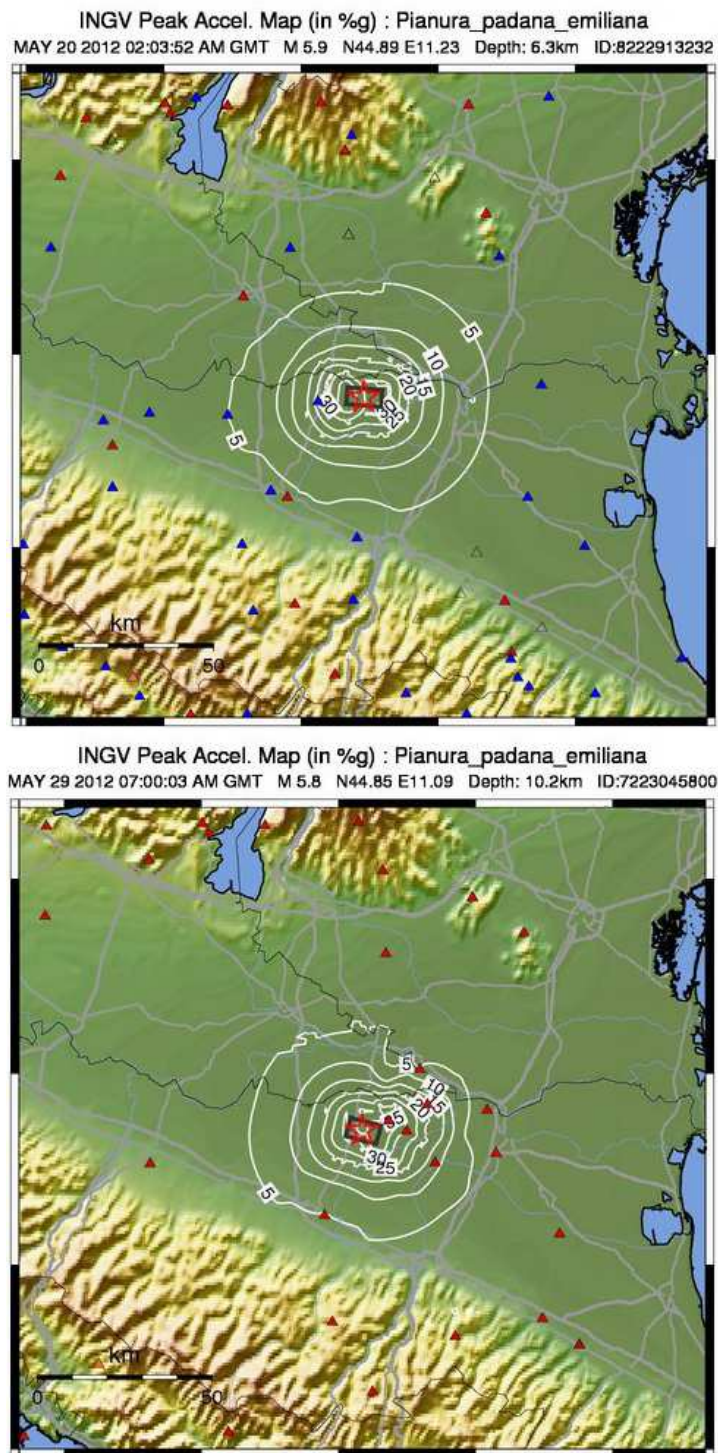 INGV Peak Accel. Map (in %g) : Pianura_padana_emiliana
MAY 20 2012 02:03:52 AM GMT M 5.9 N44.89 E11.23 Depth: 6.3km ID:8222913232
5
10
15
20
30
5
km
0 50
INGV Peak Accel. Map (in %g) : Pianura_padana_emiliana
MAY 29 2012 07:00:03 AM GMT M 5.8 N44.85 E11.09 Depth: 10.2km ID:7223045800
5
10
15
20
30
25
5
km
0 50